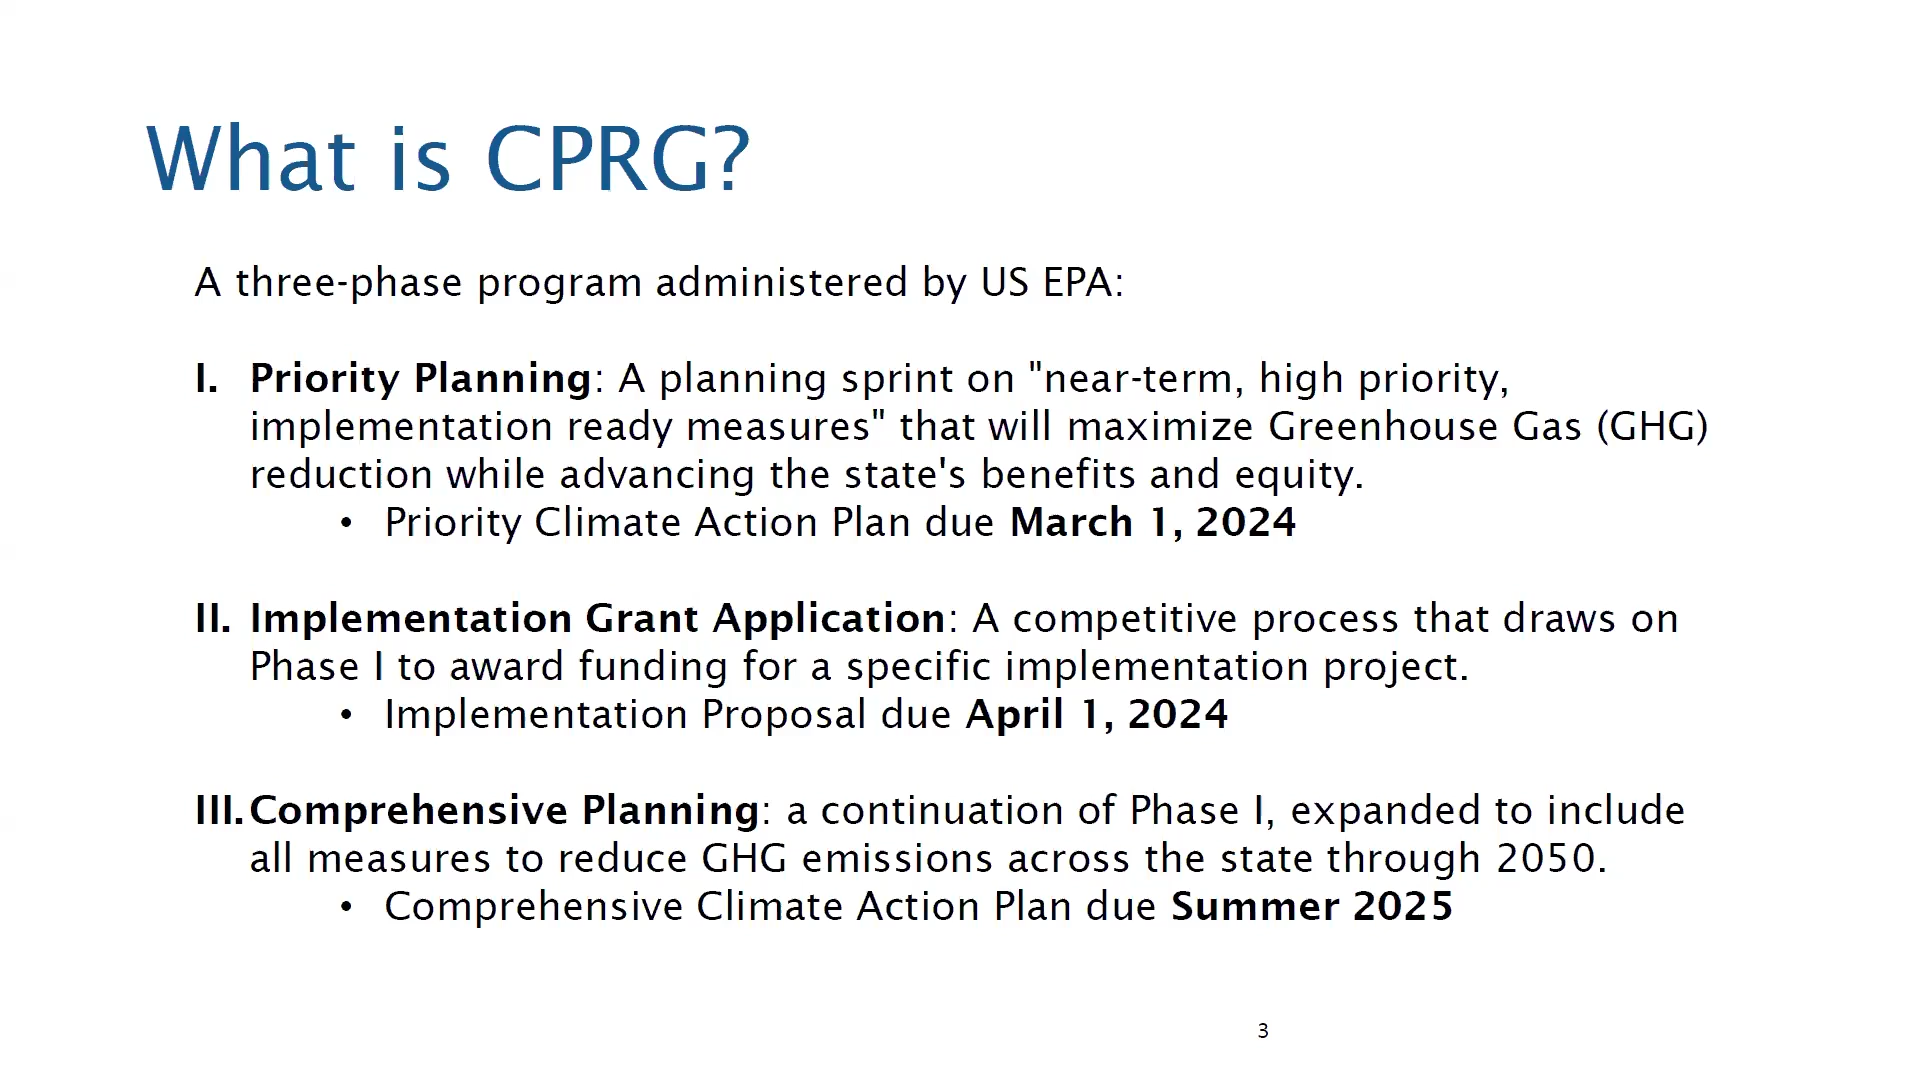 What is CPRG?
A three-phase program administered by US EPA:
I. Priority Planning: A planning sprint on "near-term, high priority,
implementation ready measures" that will maximize Greenhouse Gas (GHG)
reduction while advancing the state's benefits and equity.
• Priority Climate Action Plan due March 1, 2024
II. Implementation Grant Application: A competitive process that draws on
Phase I to award funding for a specific implementation project.
• Implementation Proposal due April 1, 2024
III. Comprehensive Planning: a continuation of Phase I, expanded to include
all measures to reduce GHG emissions across the state through 2050.
• Comprehensive Climate Action Plan due Summer 2025
3